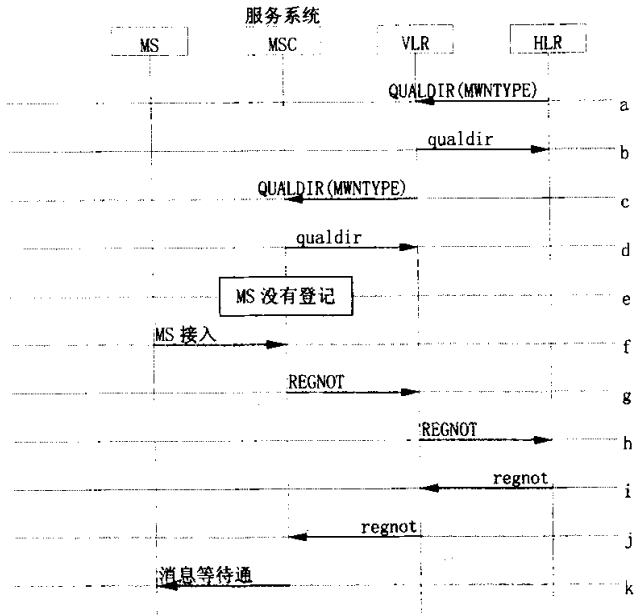 服务系统
MS MSC VLR HLR
QUALDIR(MWNTYPE) a
qualdir b
QUALDIR(MWNTYPE) c
qualdir d
MS 没有登记 e
MS 接入 f
REGNOT g
REGNOT h
regnot i
regnot j
消息等待通 k